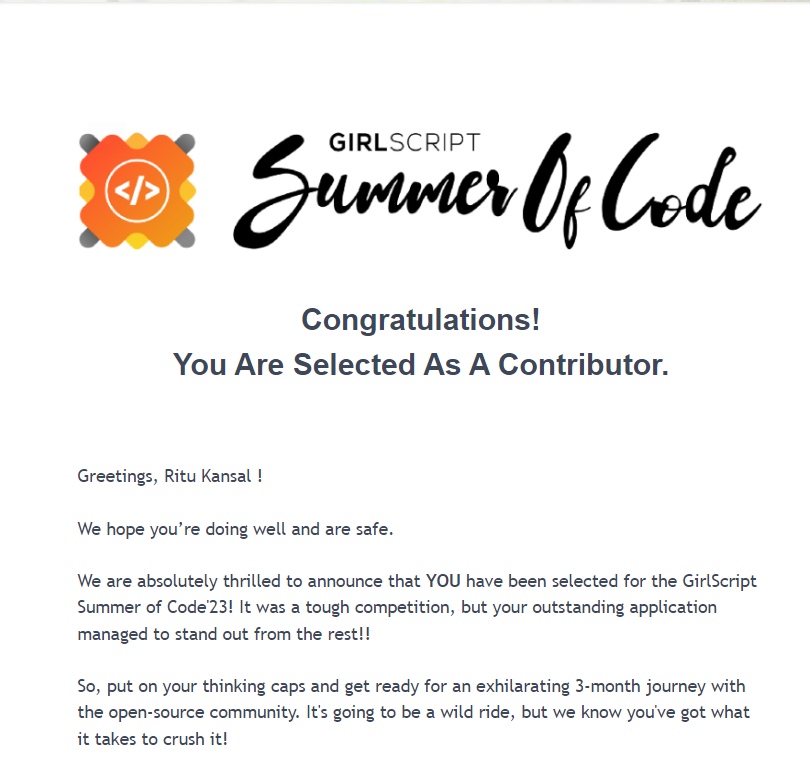 </>
GIRLSCRIPT
Summer Of Code
Congratulations!
You Are Selected As A Contributor.
Greetings, Ritu Kansal !
We hope you’re doing well and are safe.
We are absolutely thrilled to announce that YOU have been selected for the GirlScript
Summer of Code'23! It was a tough competition, but your outstanding application
managed to stand out from the rest!!
So, put on your thinking caps and get ready for an exhilarating 3-month journey with
the open-source community. It's going to be a wild ride, but we know you've got what
it takes to crush it!